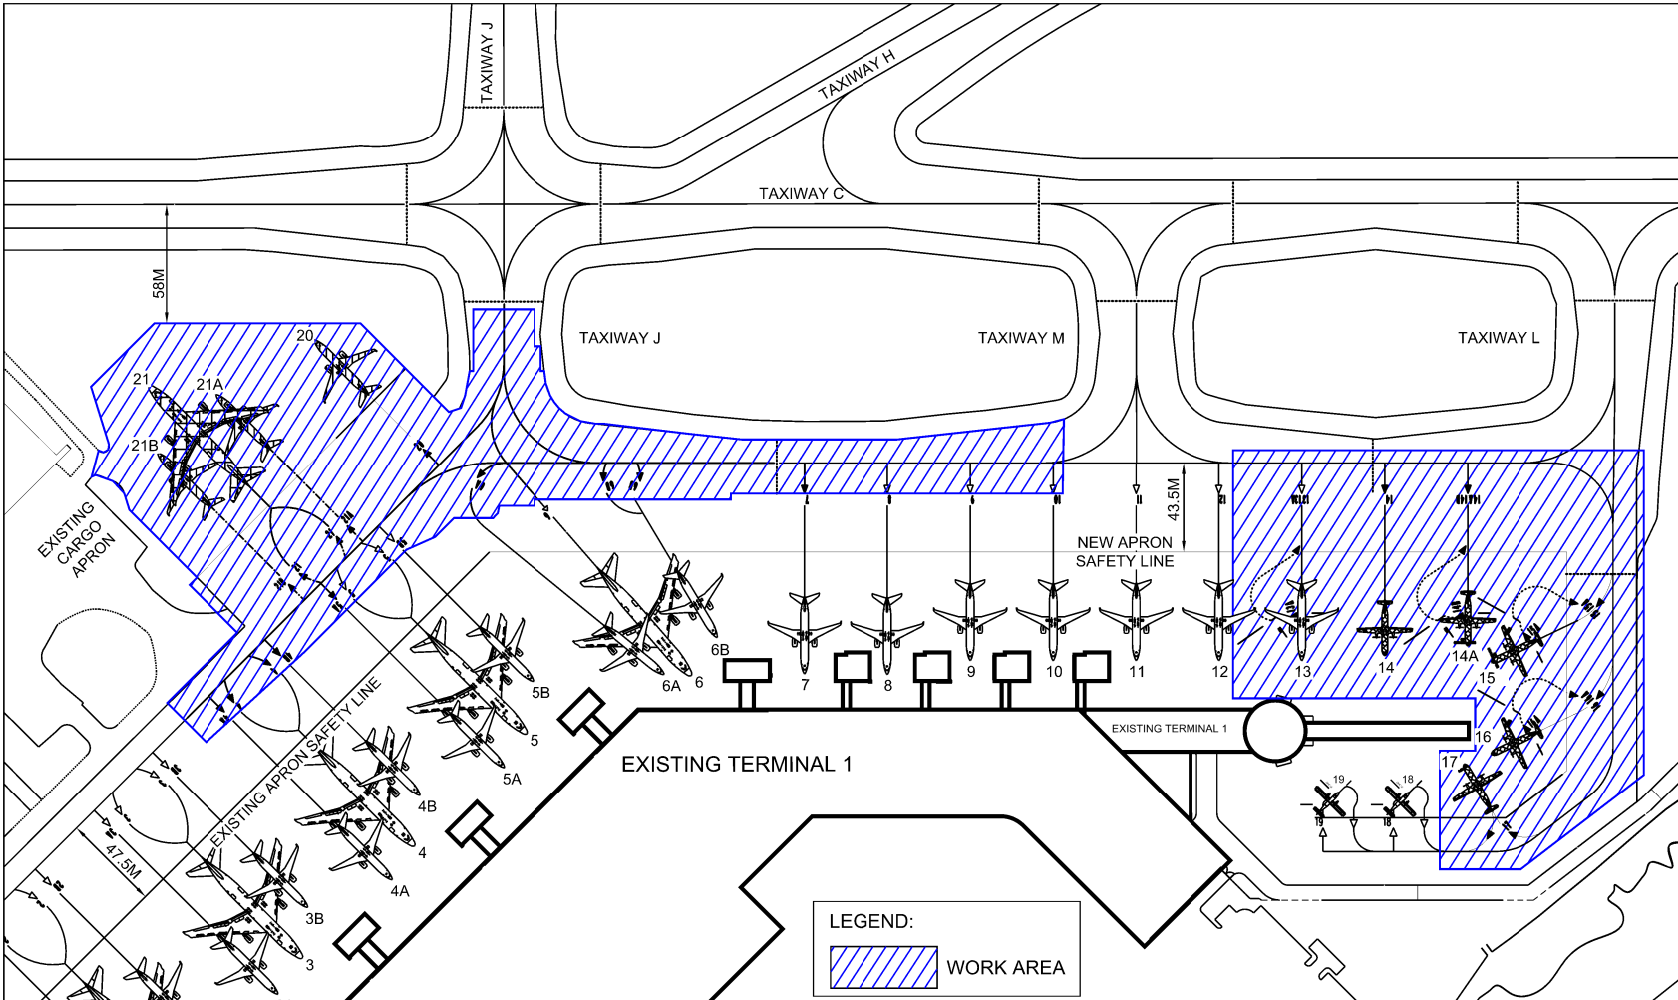 TAXIWAY J
TAXIWAY H
TAXIWAY C
58M
TAXIWAY J
TAXIWAY M
TAXIWAY L
20
21
21A
21B
EXISTING
CARGO
APRON
43.5M
NEW APRON
SAFETY LINE
6B
6A
6
7
8
9
10
11
12
13
14
14A
15
16
17
5B
5
5A
EXISTING TERMINAL 1
EXISTING TERMINAL 1
EXISTING APRON SAFETY LINE
4B
4
4A
47.5M
3B
3
19
18
19
18
LEGEND:
WORK AREA